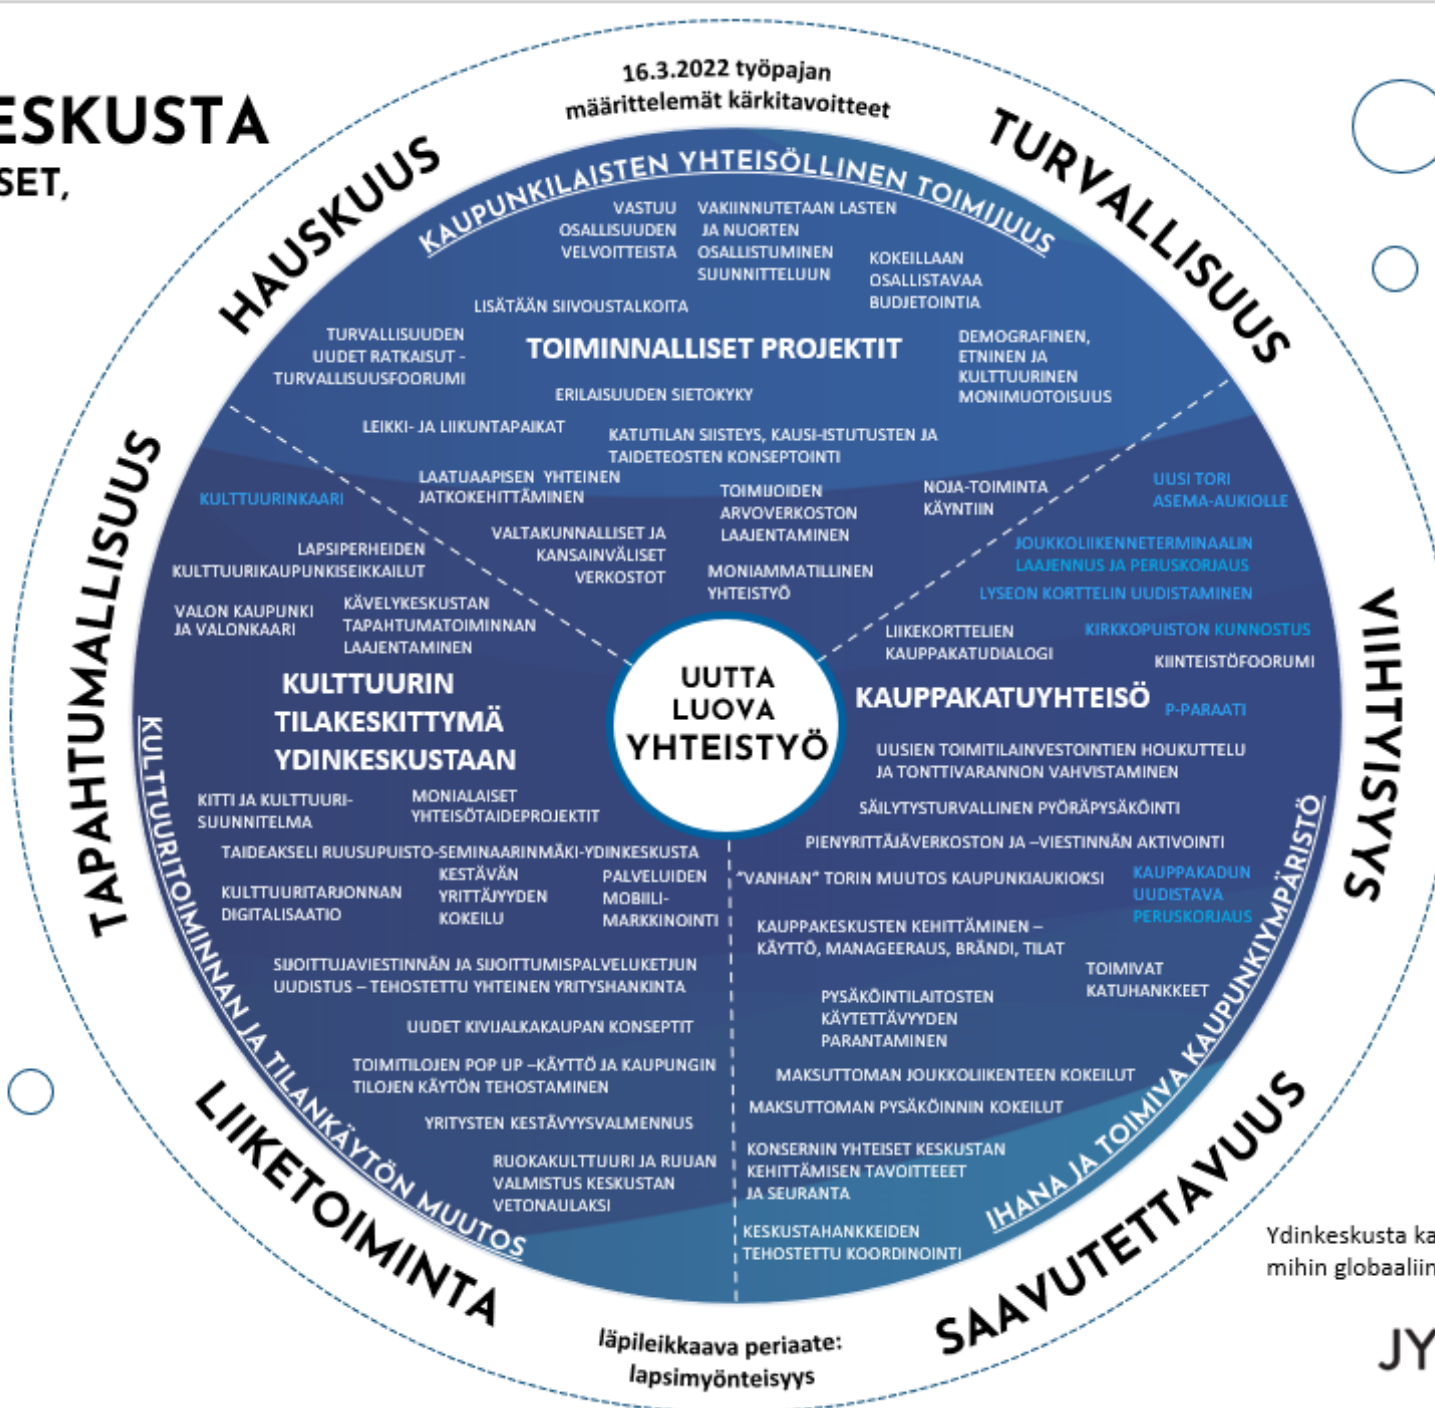 ESKUSTA
SET,
16.3.2022 työpajan
määrittelemät kärkitavoitteet
HAUSKUUS
TURVALLISUUS
VIIHTYISYYS
SAAVUTETTAVUUS
LIIKETOIMINTA
TAPAHTUMALLISUUS
KAUPUNKILAISTEN YHTEISÖLLINEN TOIMIJUUS
VASTUU
OSALLISUUDEN
VELVOITTEISTA
VAKIINNUTETAAN LASTEN
JA NUORTEN
OSALLISTUMINEN
SUUNNITTELUUN
KOKEILLAAN
OSALLISTAVAA
BUDJETOINTIA
LISÄTÄÄN SIIVOUSTALKOITA
TURVALLISUUDEN
UUDET RATKAISUT -
TURVALLISUUSFOORUMI
TOIMINNALLISET PROJEKTIT
DEMOGRAFINEN,
ETNINEN JA
KULTTUURINEN
MONIMUOTOISUUS
ERILAISUUDEN SIETOKYKY
LEIKKI- JA LIIKUNTAPAIKAT
KATUTILAN SIISTEYS, KAUSI-ISTUTUSTEN JA
TAIDETEOSTEN KONSEPTOINTI
LAATUAAPISEN YHTEINEN
JATKOKEHITTÄMINEN
TOIMIJOIDEN
ARVOVERKOSTON
LAAJENTAMINEN
NOJA-TOIMINTA
KÄYNTIIN
VALTAKUNNALLISET JA
KANSAINVÄLISET
VERKOSTOT
MONIAMMATILLINEN
YHTEISTYÖ
UUTTA
LUOVA
YHTEISTYÖ
KULTTUURINKAARI
LAPSIPERHEIDEN
KULTTUURIKAUPUNKISEIKKAILUT
VALON KAUPUNKI
JA VALONKAARI
KÄVELYKESKUSTAN
TAPAHTUMATOIMINNAN
LAAJENTAMINEN
KULTTUURIN
TILAKESKITTYMÄ
YDINKESKUSTAAN
KITTI JA KULTTUURI-
SUUNNITELMA
MONIALAISET
YHTEISÖTAIDEPROJEKTIT
TAIDEAKSELI RUUSUPUISTO-SEMINAARINMÄKI-YDINKESKUSTA
KULTTUURITARJONNAN
DIGITALISAATIO
KESTÄVÄN
YRITTÄJYYDEN
KOKEILU
PALVELUIDEN
MOBIILI-
MARKKINOINTI
SIJOITTUJAVIESTINNÄN JA SIJOITTUMISPALVELUKETJUN
UUDISTUS – TEHOSTETTU YHTEINEN YRITYSHANKINTA
UUDET KIVIJALKAKAUPAN KONSEPTIT
TOIMITILOJEN POP UP –KÄYTTÖ JA KAUPUNGIN
TILOJEN KÄYTÖN TEHOSTAMINEN
YRITYSTEN KESTÄVYYSVALMENNUS
RUOKAKULTTUURI JA RUUAN
VALMISTUS KESKUSTAN
VETONAULAKSI
KULTTUURITOIMINNAN JA TILANKÄYTÖN MUUTOS
UUSI TORI
ASEMA-AUKIOLLE
JOUKKOLIIKENNETERMINAALIN
LAAJENNUS JA PERUSKORJAUS
LYSEON KORTTELIN UUDISTAMINEN
LIIKEKORTTELIEN
KAUPPAKATUDIALOGI
KIRKKOPUISTON KUNNOSTUS
KIINTEISTÖFOORUMI
KAUPPAKATUYHTEISÖ
P-PARAATI
UUSIEN TOIMITILAINVESTOINTIEN HOUKUTTELU
JA TONTTIVARANNON VAHVISTAMINEN
SÄILYTYSTURVALLINEN PYÖRÄPYSÄKÖINTI
PIENYRITTÄJÄVERKOSTON JA –VIESTINNÄN AKTIVOINTI
"VANHAN" TORIN MUUTOS KAUPUNKIAUKIOKSI
KAUPPAKADUN
UUDISTAVA
PERUSKORJAUS
KAUPPAKESKUSTEN KEHITTÄMINEN –
KÄYTTÖ, MANAGEERAUS, BRÄNDI, TILAT
TOIMIVAT
KATUHANKKEET
PYSÄKÖINTILAITOSTEN
KÄYTETTÄVYYDEN
PARANTAMINEN
MAKSUTTOMAN JOUKKOLIIKENTEEN KOKEILUT
MAKSUTTOMAN PYSÄKÖINNIN KOKEILUT
KONSERNIN YHTEISET KESKUSTAN
KEHITTÄMISEN TAVOITTEEET
JA SEURANTA
KESKUSTAHANKKEIDEN
TEHOSTETTU KOORDINOINTI
IHANA JA TOIMIVA KAUPUNKIYMPÄRISTÖ
läpileikkaava periaate:
lapsimyönteisyys
Ydinkeskusta ka
mihin globaaliin
JY